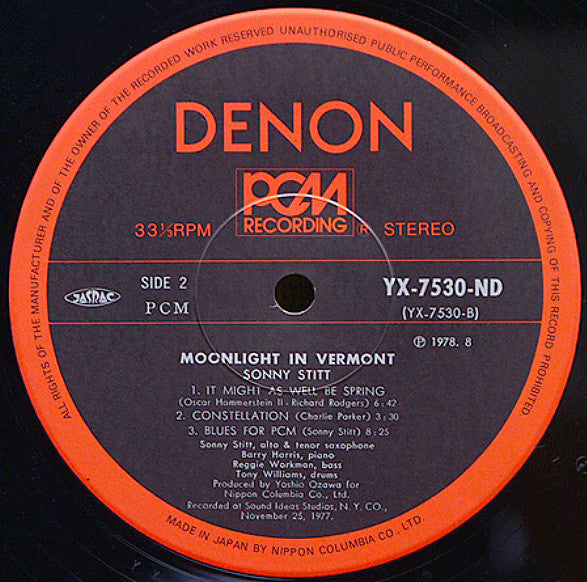 ALL RIGHTS OF THE MANUFACTURER AND OF THE OWNER OF THE RECORDED WORK RESERVED UNAUTHORISED PUBLIC PERFORMANCE BROADCASTING AND COPYING OF THIS RECORD PROHIBITED
DENON
PCM
RECORDING
33⅓RPM
® STEREO
JASRAC
SIDE 2
PCM
YX-7530-ND
(YX-7530-B)
℗ 1978. 8
MOONLIGHT IN VERMONT
SONNY STITT
1. IT MIGHT AS WELL BE SPRING
(Oscar Hammerstein II - Richard Rodgers) 6:42
2. CONSTELLATION (Charlie Parker) 3:30
3. BLUES FOR PCM (Sonny Stitt) 8:25
Sonny Stitt, alto & tenor saxophone
Barry Harris, piano
Reggie Workman, bass
Tony Williams, drums
Produced by Yoshio Ozawa for
Nippon Columbia Co., Ltd.
Recorded at Sound Ideas Studios, N. Y. CO.,
November 25, 1977.
MADE IN JAPAN BY NIPPON COLUMBIA CO., LTD.